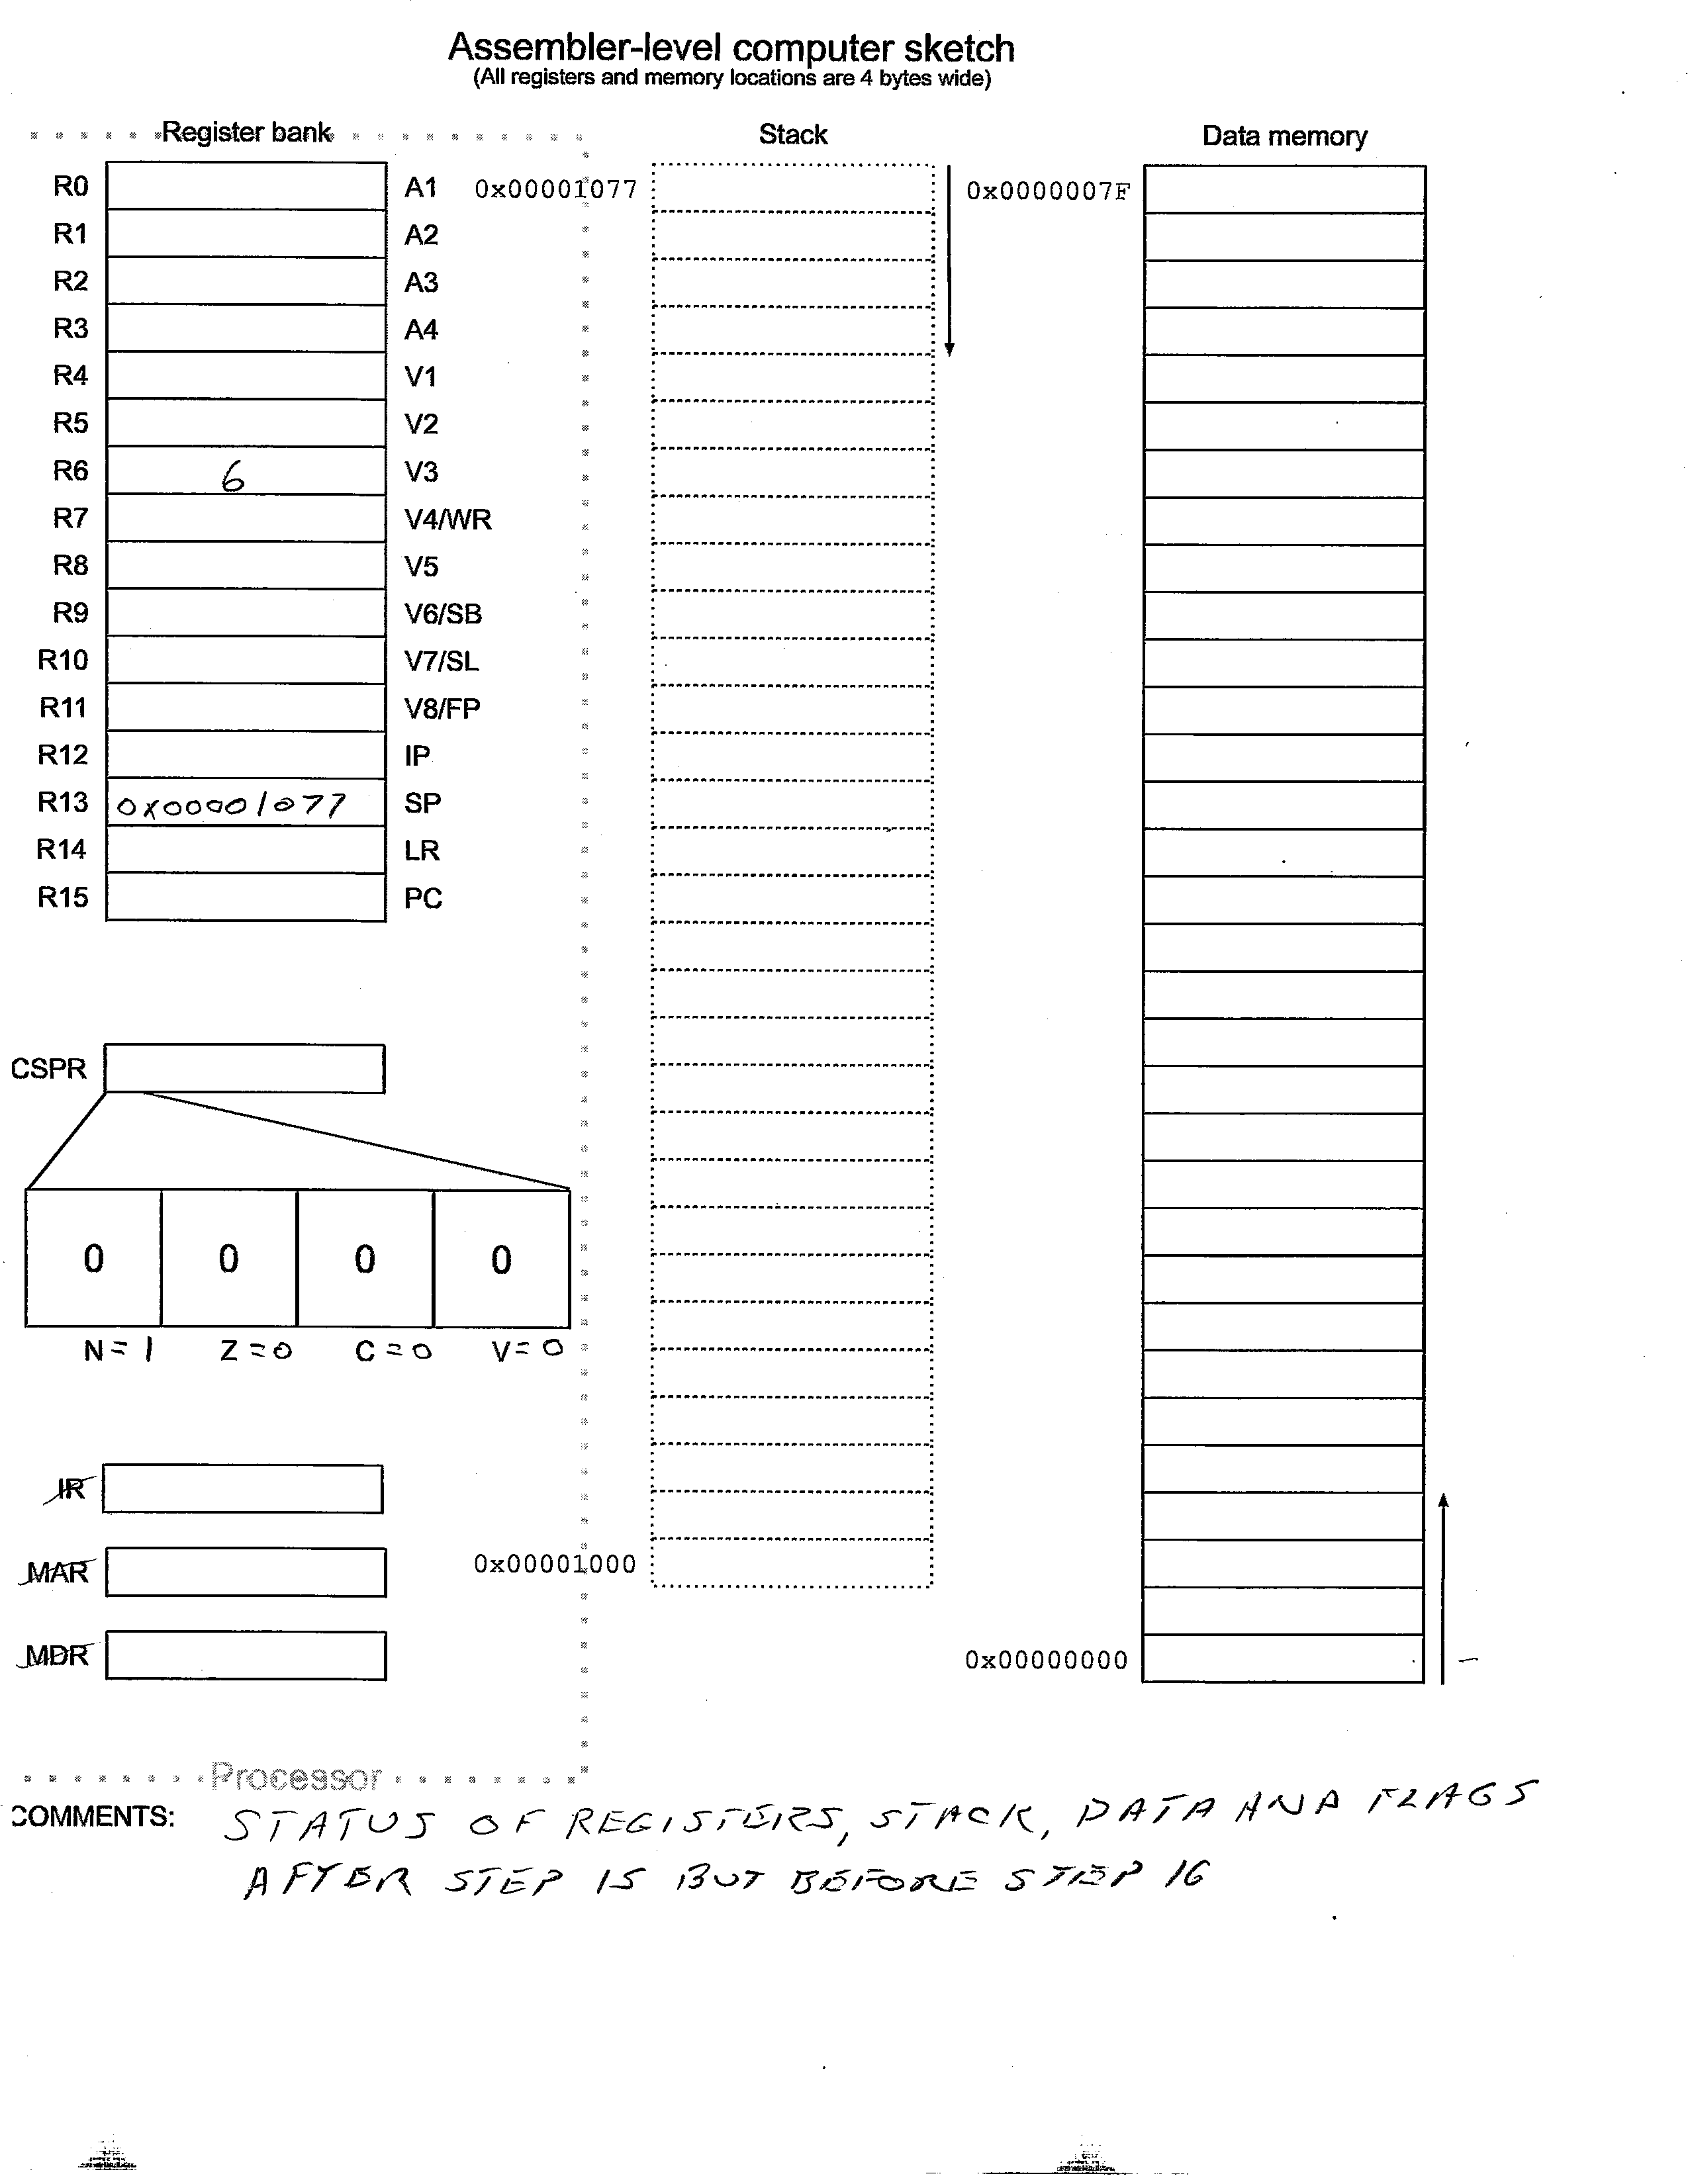 Assembler-level computer sketch
(All registers and memory locations are 4 bytes wide)
Register bank
Stack
Data memory
R0 A1
R1 A2
R2 A3
R3 A4
R4 V1
R5 V2
R6 6 V3
R7 V4/WR
R8 V5
R9 V6/SB
R10 V7/SL
R11 V8/FP
R12 IP
R13 0x00001077 SP
R14 LR
R15 PC
0x00001077
0x00001000
0x0000007F
0x00000000
CSPR
0 0 0 0
N=1 Z=0 C=0 V=0
IR
MAR
MDR
Processor
COMMENTS: STATUS OF REGISTERS, STACK, DATA AND FLAGS
AFTER STEP 15 BUT BEFORE STEP 16